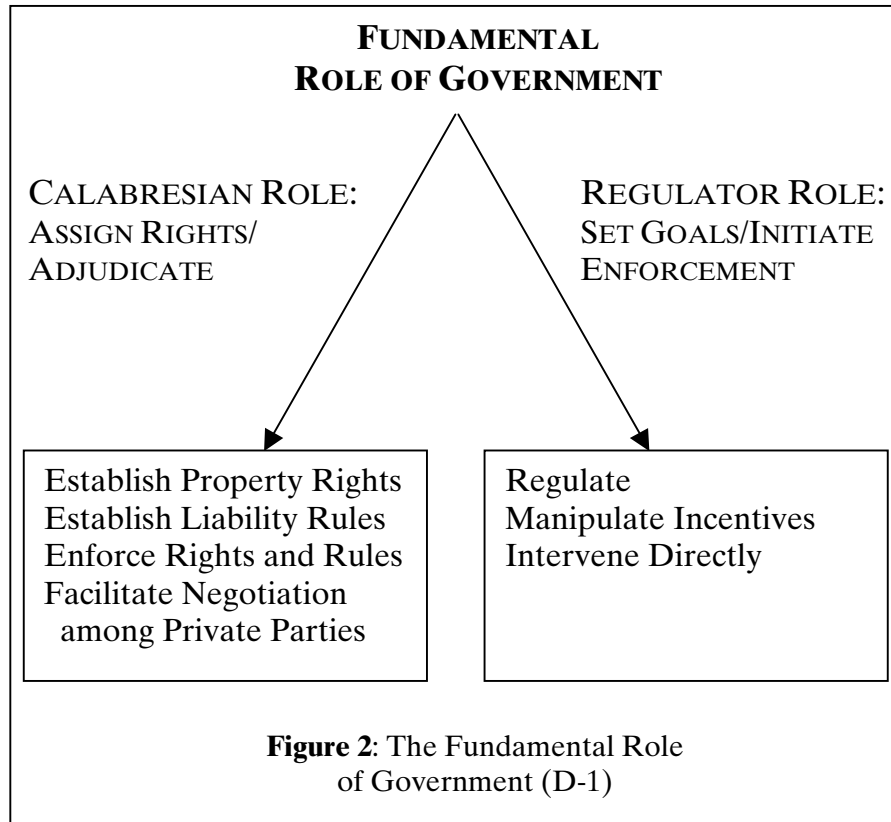 FUNDAMENTAL
ROLE OF GOVERNMENT
CALABRESIAN ROLE:
ASSIGN RIGHTS/
ADJUDICATE
REGULATOR ROLE:
SET GOALS/INITIATE
ENFORCEMENT
Establish Property Rights
Establish Liability Rules
Enforce Rights and Rules
Facilitate Negotiation
among Private Parties
Regulate
Manipulate Incentives
Intervene Directly
Figure 2: The Fundamental Role
of Government (D-1)